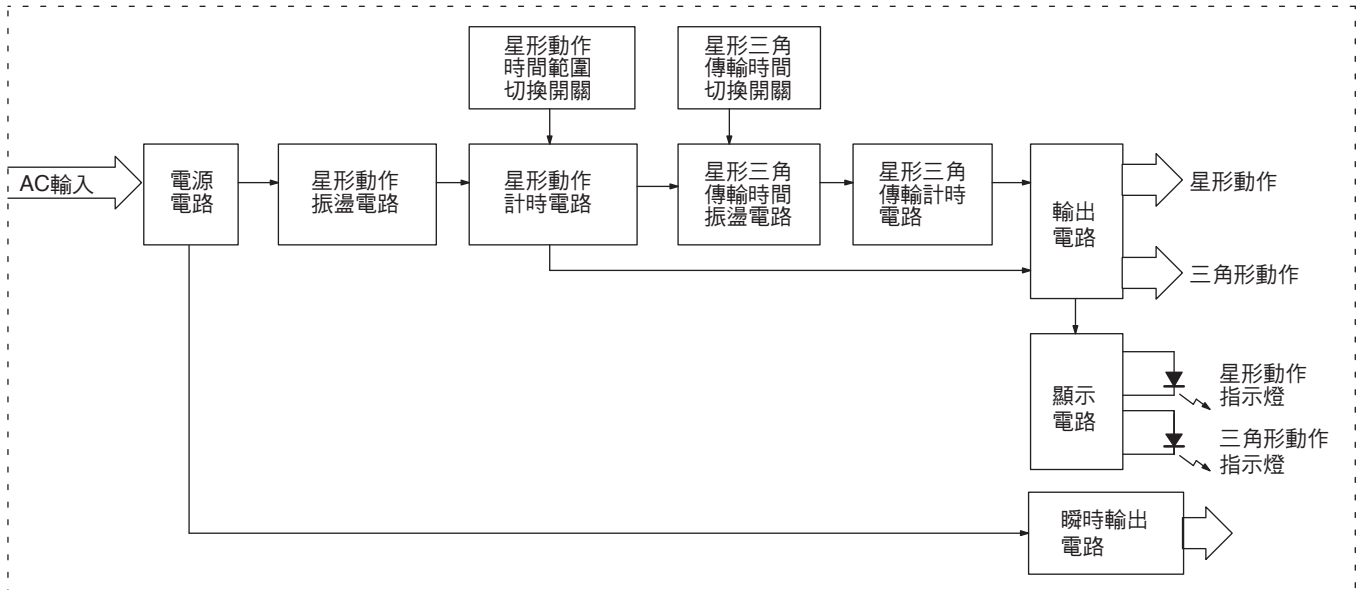 星形動作
時間範圍
切換開關
星形三角
傳輸時間
切換開關
AC輸入
電源
電路
星形動作
振盪電路
星形動作
計時電路
星形三角
傳輸時間
振盪電路
星形三角
傳輸計時
電路
輸出
電路
星形動作
三角形動作
顯示
電路
星形動作
指示燈
三角形動作
指示燈
瞬時輸出
電路